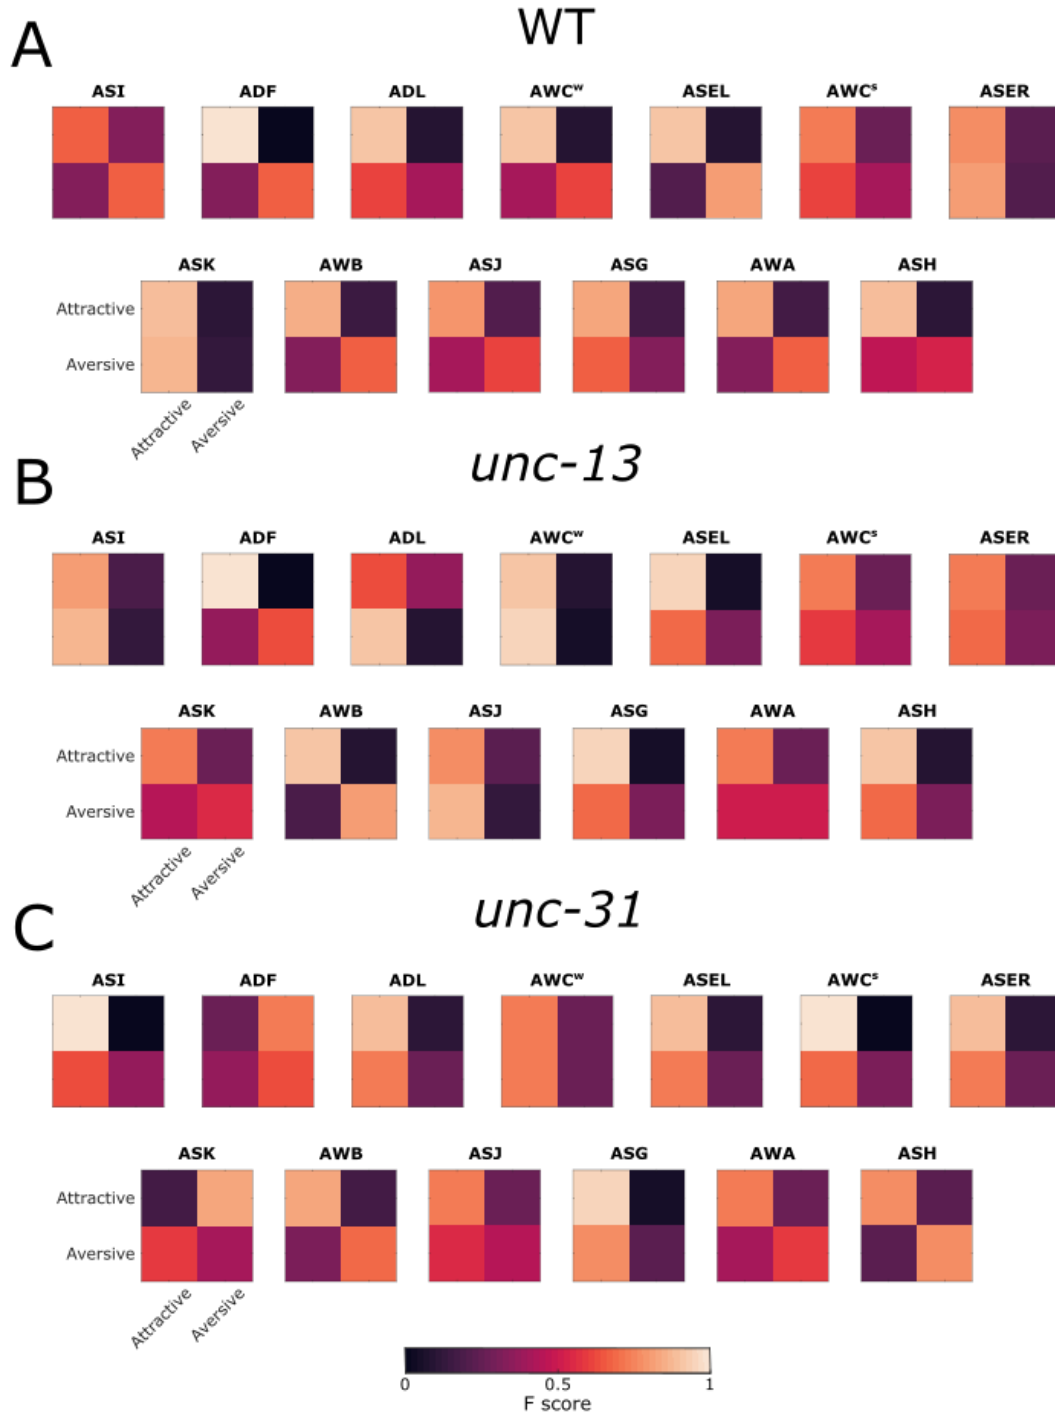 A
WT
ASI ADF ADL AWCʷ ASEL AWCˢ ASER
ASK AWB ASJ ASG AWA ASH
Attractive
Aversive
Attractive Aversive
B
unc-13
ASI ADF ADL AWCʷ ASEL AWCˢ ASER
ASK AWB ASJ ASG AWA ASH
Attractive
Aversive
Attractive Aversive
C
unc-31
ASI ADF ADL AWCʷ ASEL AWCˢ ASER
ASK AWB ASJ ASG AWA ASH
Attractive
Aversive
Attractive Aversive
0 0.5 1
F score